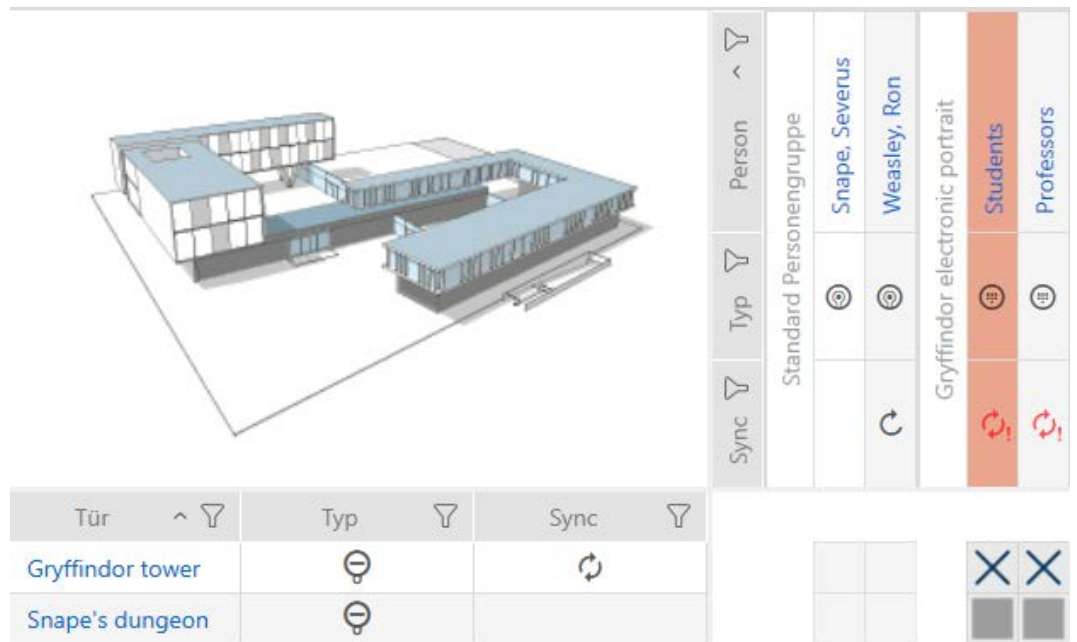 Person
Typ
Sync
Standard Personengruppe
Snape, Severus
Weasley, Ron
Gryffindor electronic portrait
Students
Professors
Tür
Typ
Sync
Gryffindor tower
Snape's dungeon